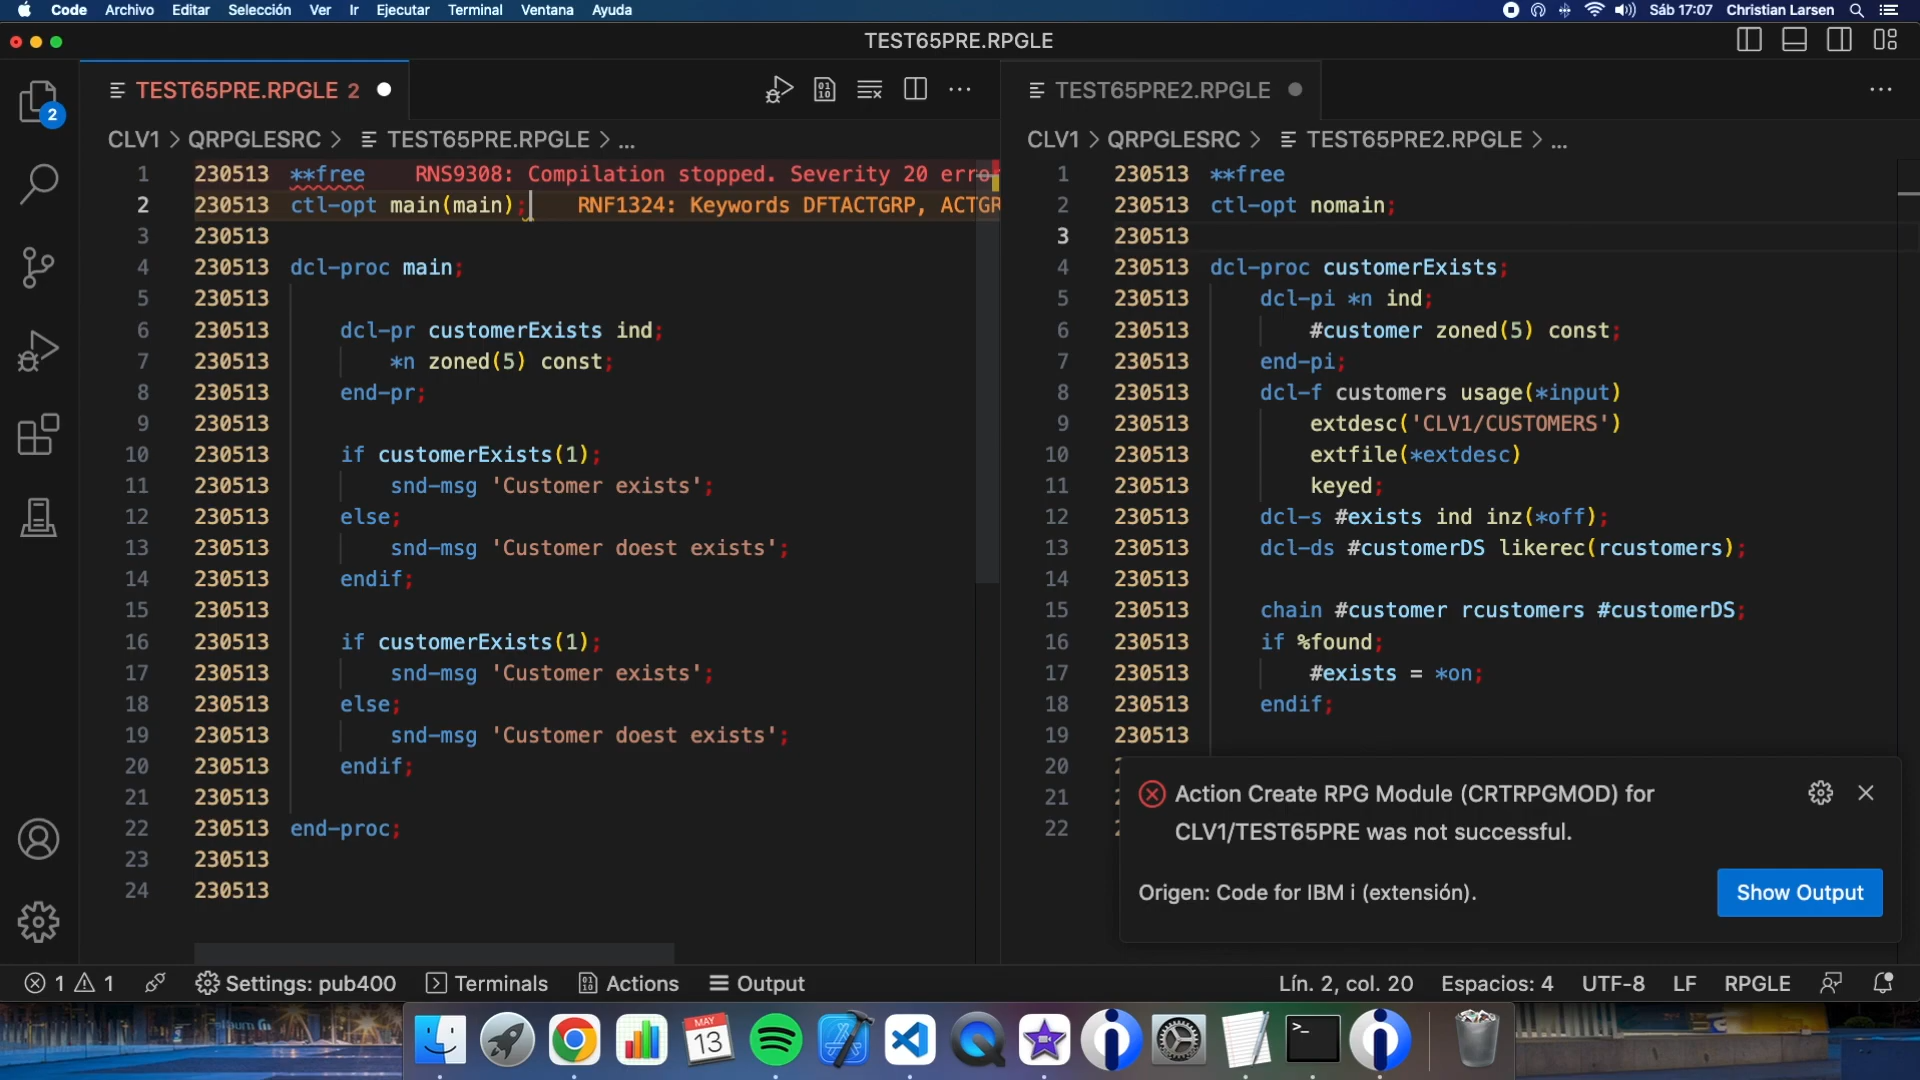 Code Archivo Editar Selección Ver Ir Ejecutar Terminal Ventana Ayuda Sáb 17:07 Christian Larsen
TEST65PRE.RPGLE
TEST65PRE.RPGLE 2
CLV1 > QRPGLESRC > TEST65PRE.RPGLE > ...
1 230513 **free RNS9308: Compilation stopped. Severity 20 erro
2 230513 ctl-opt main(main); RNF1324: Keywords DFTACTGRP, ACTGR
3 230513
4 230513 dcl-proc main;
5 230513
6 230513 dcl-pr customerExists ind;
7 230513 *n zoned(5) const;
8 230513 end-pr;
9 230513
10 230513 if customerExists(1);
11 230513 snd-msg 'Customer exists';
12 230513 else;
13 230513 snd-msg 'Customer doest exists';
14 230513 endif;
15 230513
16 230513 if customerExists(1);
17 230513 snd-msg 'Customer exists';
18 230513 else;
19 230513 snd-msg 'Customer doest exists';
20 230513 endif;
21 230513
22 230513 end-proc;
23 230513
24 230513
TEST65PRE2.RPGLE
CLV1 > QRPGLESRC > TEST65PRE2.RPGLE > ...
1 230513 **free
2 230513 ctl-opt nomain;
3 230513
4 230513 dcl-proc customerExists;
5 230513 dcl-pi *n ind;
6 230513 #customer zoned(5) const;
7 230513 end-pi;
8 230513 dcl-f customers usage(*input)
9 230513 extdesc('CLV1/CUSTOMERS')
10 230513 extfile(*extdesc)
11 230513 keyed;
12 230513 dcl-s #exists ind inz(*off);
13 230513 dcl-ds #customerDS likerec(rcustomers);
14 230513
15 230513 chain #customer rcustomers #customerDS;
16 230513 if %found;
17 230513 #exists = *on;
18 230513 endif;
19 230513
20
21
22
Action Create RPG Module (CRTRPGMOD) for
CLV1/TEST65PRE was not successful.
Origen: Code for IBM i (extensión).
Show Output
2
1 1 Settings: pub400 Terminals Actions Output Lín. 2, col. 20 Espacios: 4 UTF-8 LF RPGLE
MAY
13